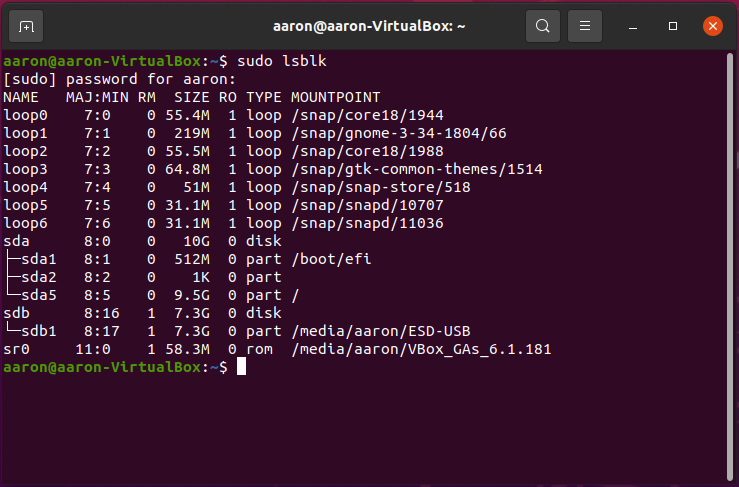 aaron@aaron-VirtualBox: ~
aaron@aaron-VirtualBox:~$ sudo lsblk
[sudo] password for aaron:
NAME   MAJ:MIN RM  SIZE RO TYPE MOUNTPOINT
loop0    7:0    0 55.4M  1 loop /snap/core18/1944
loop1    7:1    0  219M  1 loop /snap/gnome-3-34-1804/66
loop2    7:2    0 55.5M  1 loop /snap/core18/1988
loop3    7:3    0 64.8M  1 loop /snap/gtk-common-themes/1514
loop4    7:4    0   51M  1 loop /snap/snap-store/518
loop5    7:5    0 31.1M  1 loop /snap/snapd/10707
loop6    7:6    0 31.1M  1 loop /snap/snapd/11036
sda      8:0    0   10G  0 disk
├─sda1   8:1    0  512M  0 part /boot/efi
├─sda2   8:2    0    1K  0 part
└─sda5   8:5    0  9.5G  0 part /
sdb      8:16   1  7.3G  0 disk
└─sdb1   8:17   1  7.3G  0 part /media/aaron/ESD-USB
sr0     11:0    1 58.3M  0 rom  /media/aaron/VBox_GAs_6.1.181
aaron@aaron-VirtualBox:~$